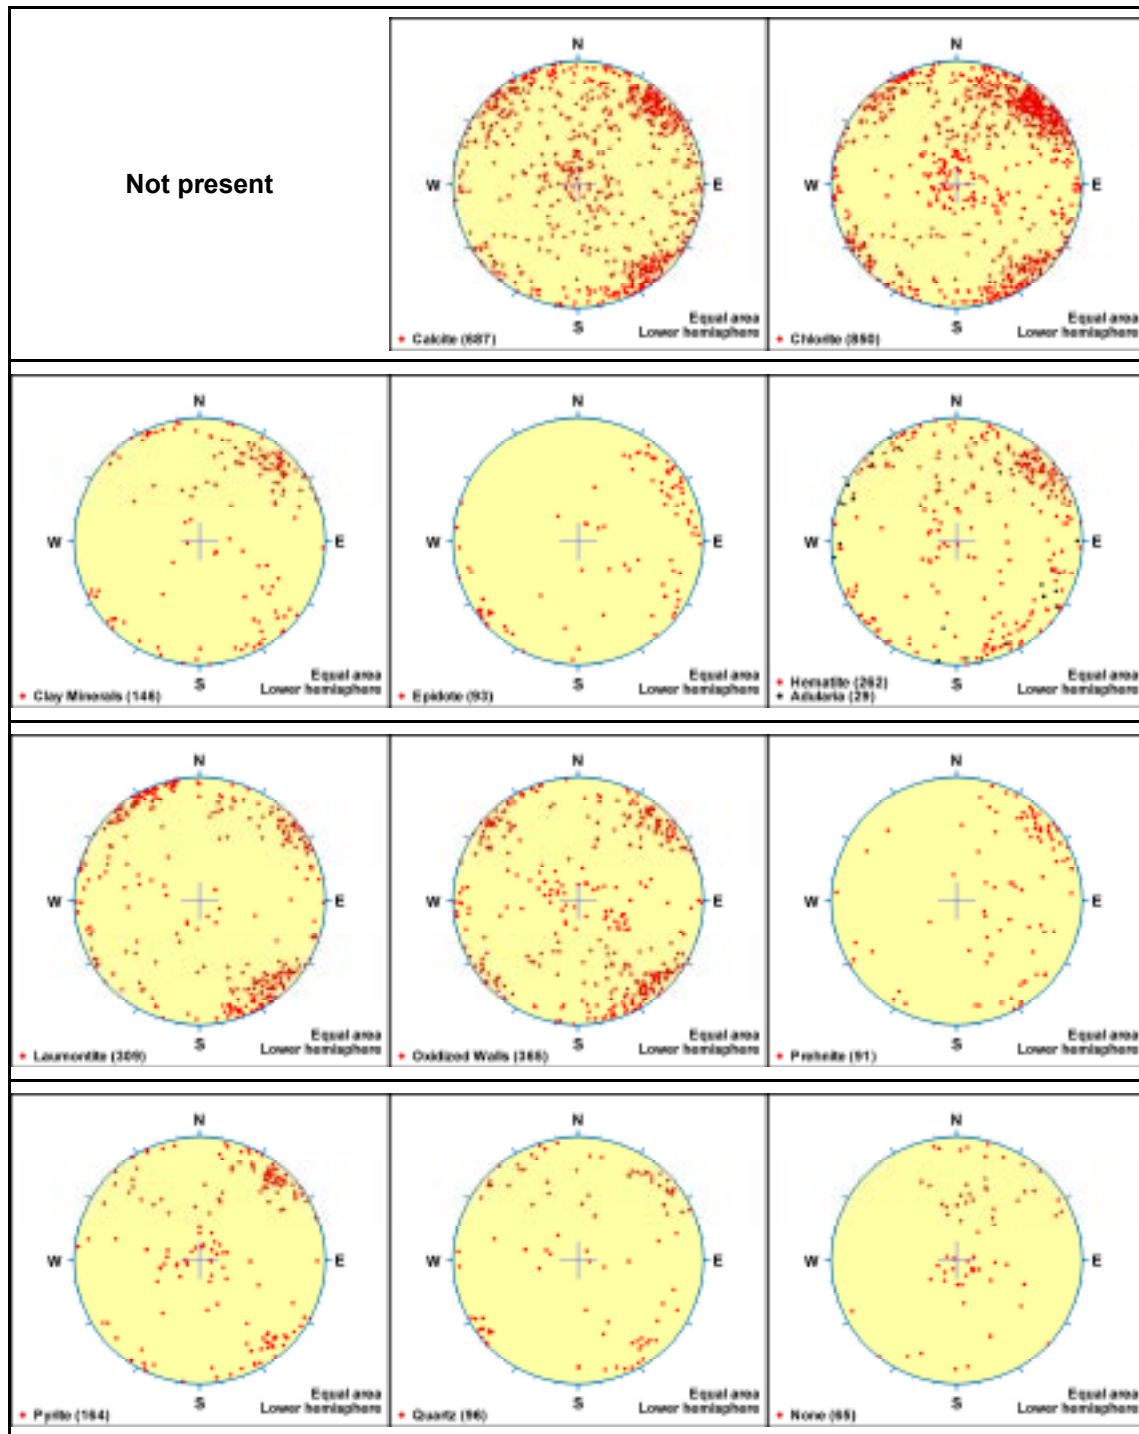 Not present
N
W
E
S
Equal area
Lower hemisphere
Calcite (687)
N
W
E
S
Equal area
Lower hemisphere
Chlorite (850)
N
W
E
S
Equal area
Lower hemisphere
Clay Minerals (146)
N
W
E
S
Equal area
Lower hemisphere
Epidote (93)
N
W
E
S
Equal area
Lower hemisphere
Hematite (262)
Adularia (29)
N
W
E
S
Equal area
Lower hemisphere
Laumontite (309)
N
W
E
S
Equal area
Lower hemisphere
Oxidized Walls (365)
N
W
E
S
Equal area
Lower hemisphere
Prehnite (91)
N
W
E
S
Equal area
Lower hemisphere
Pyrite (164)
N
W
E
S
Equal area
Lower hemisphere
Quartz (96)
N
W
E
S
Equal area
Lower hemisphere
None (65)